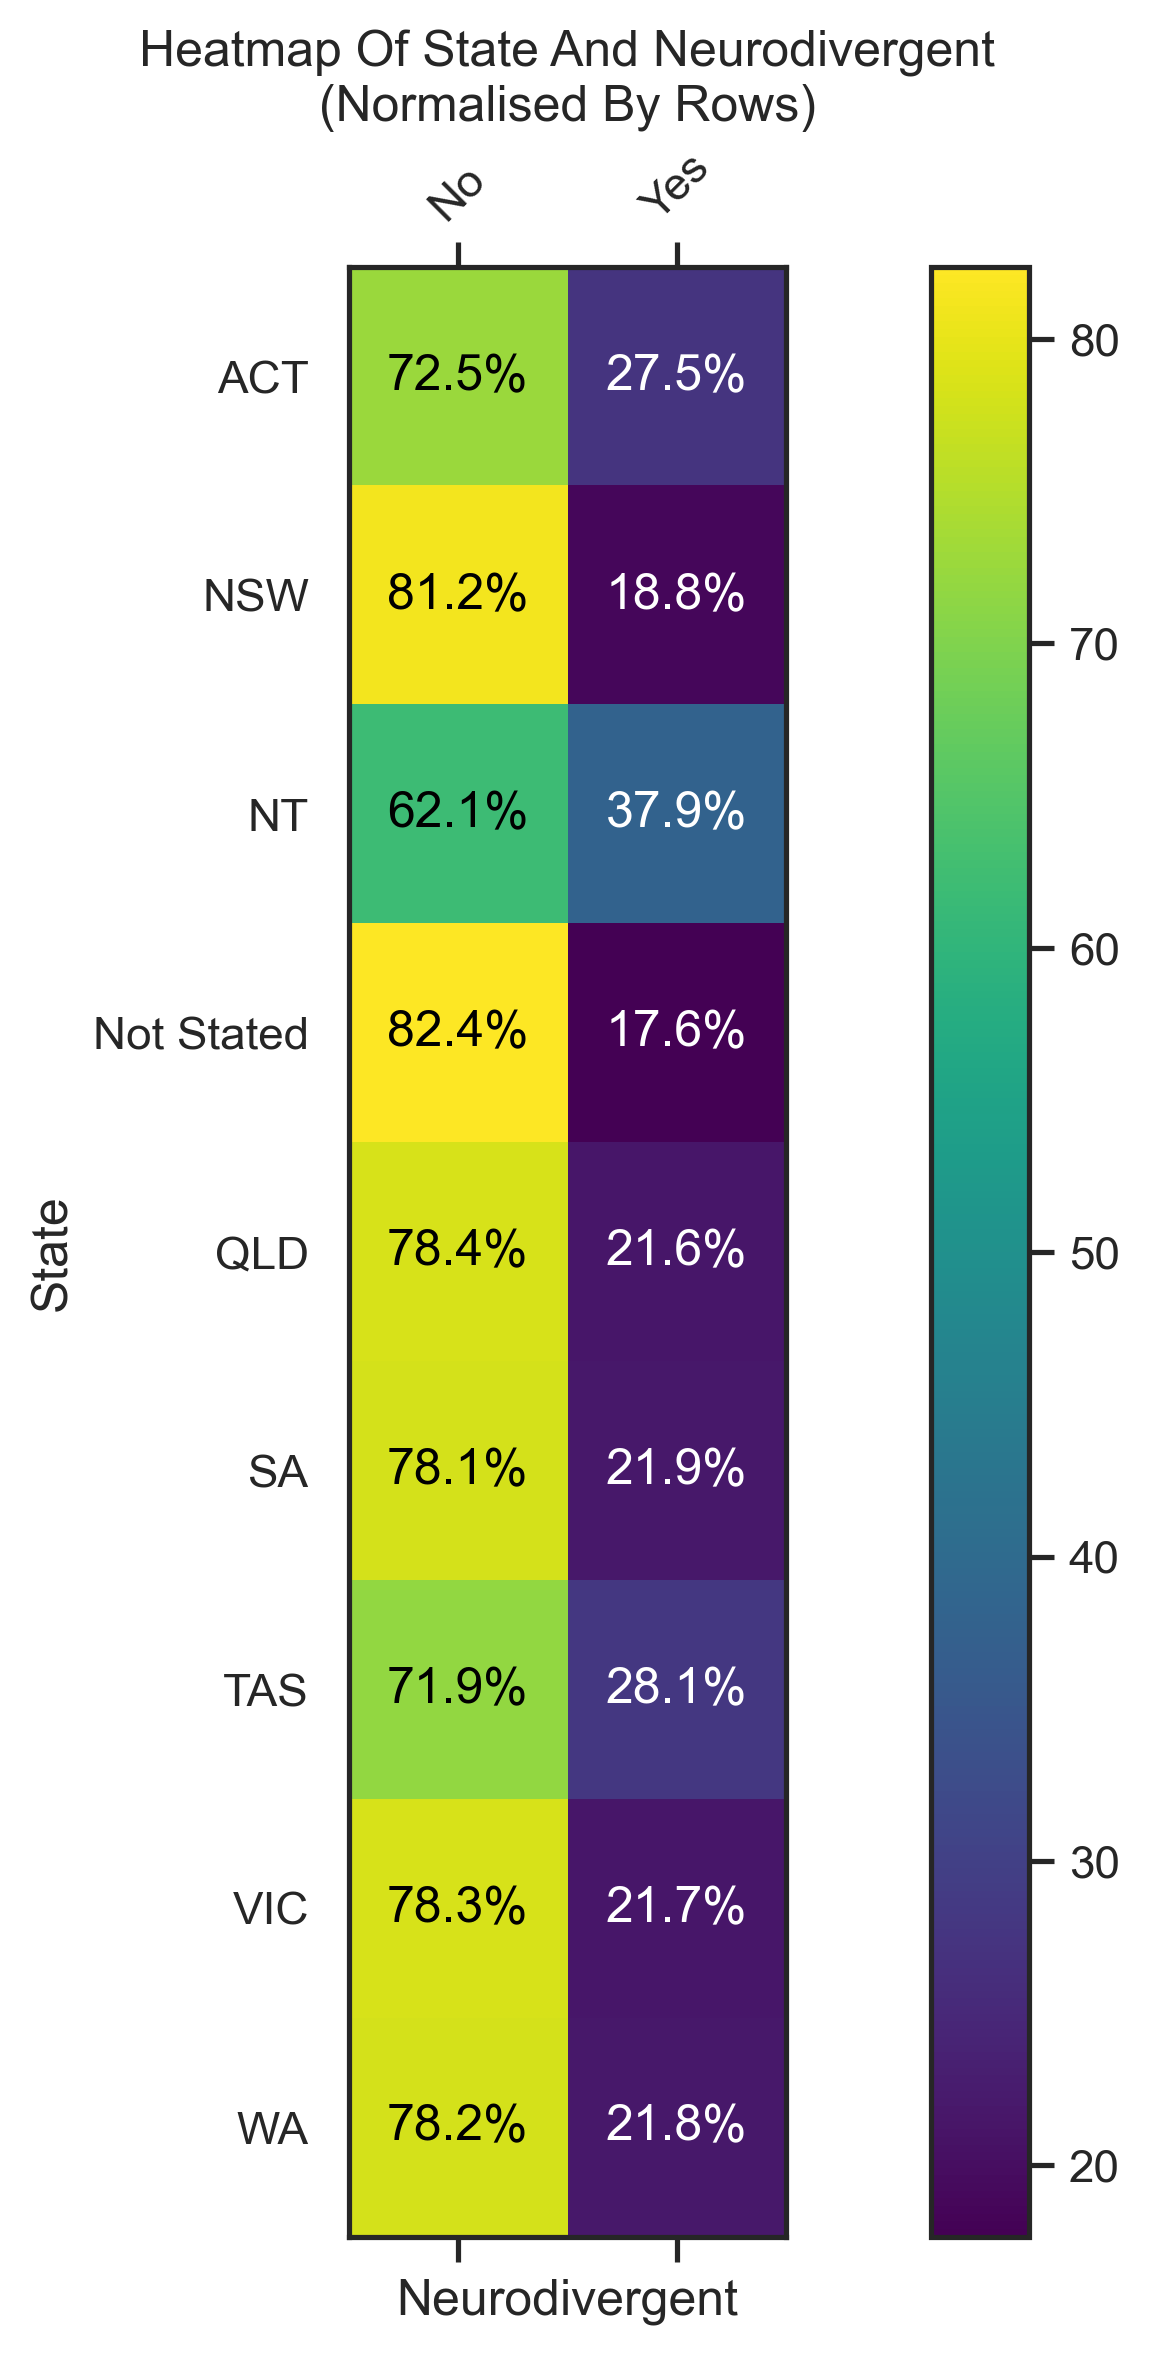 Heatmap Of State And Neurodivergent
(Normalised By Rows)
No Yes
ACT 72.5% 27.5%
NSW 81.2% 18.8%
NT 62.1% 37.9%
Not Stated 82.4% 17.6%
QLD 78.4% 21.6%
SA 78.1% 21.9%
TAS 71.9% 28.1%
VIC 78.3% 21.7%
WA 78.2% 21.8%
State
Neurodivergent
80
70
60
50
40
30
20